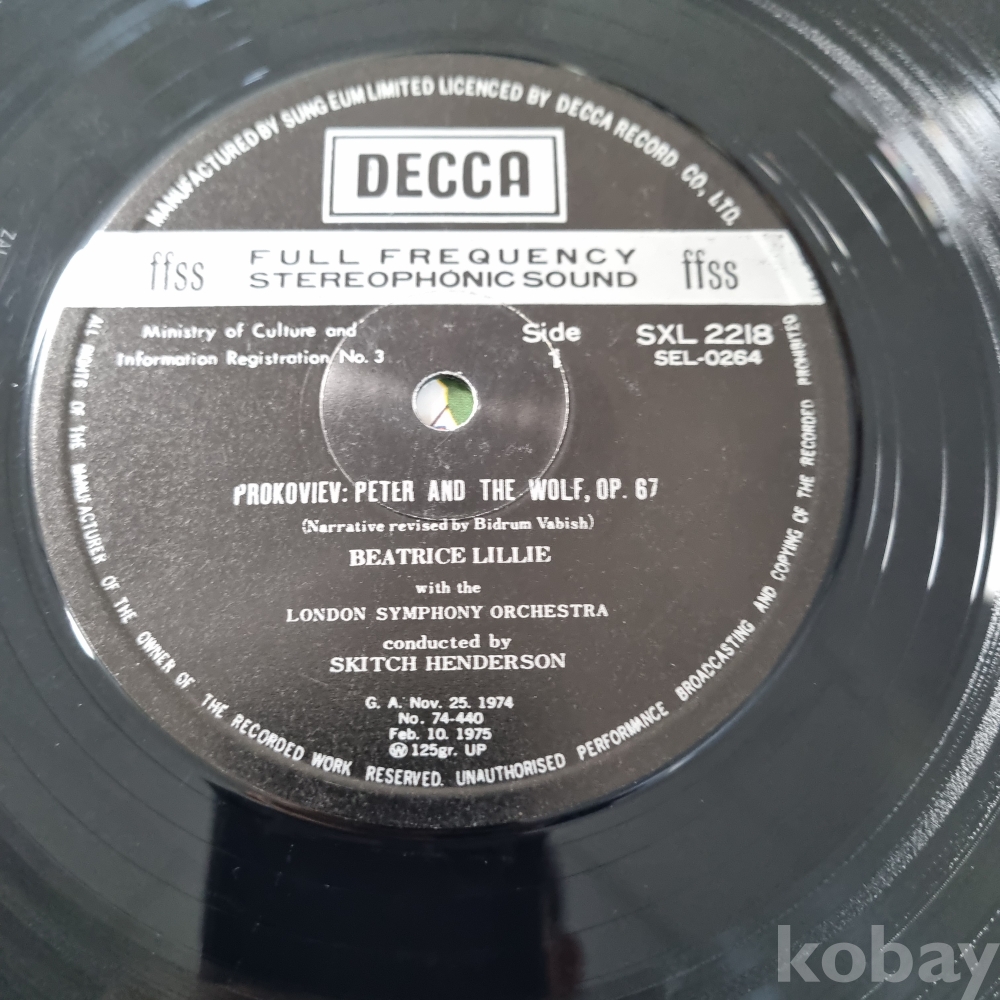 MANUFACTURED BY SUNG EUM LIMITED LICENCED BY DECCA RECORD CO., LTD.
DECCA
ffss FULL FREQUENCY STEREOPHONIC SOUND ffss
Ministry of Culture and
Information Registration No. 3
Side
1
SXL 2218
SEL-0264
PROKOVIEV: PETER AND THE WOLF, OP. 67
(Narrative revised by Bidrum Vabish)
BEATRICE LILLIE
with the
LONDON SYMPHONY ORCHESTRA
conducted by
SKITCH HENDERSON
G. A. Nov. 25. 1974
No. 74-440
Feb. 10. 1975
Ⓦ 125gr. UP
ALL RIGHTS OF THE MANUFACTURER OF THE OWNER OF THE RECORDED WORK RESERVED. UNAUTHORISED PERFORMANCE BROADCASTING AND COPYING OF THE RECORDED PROHIBITED
kobay